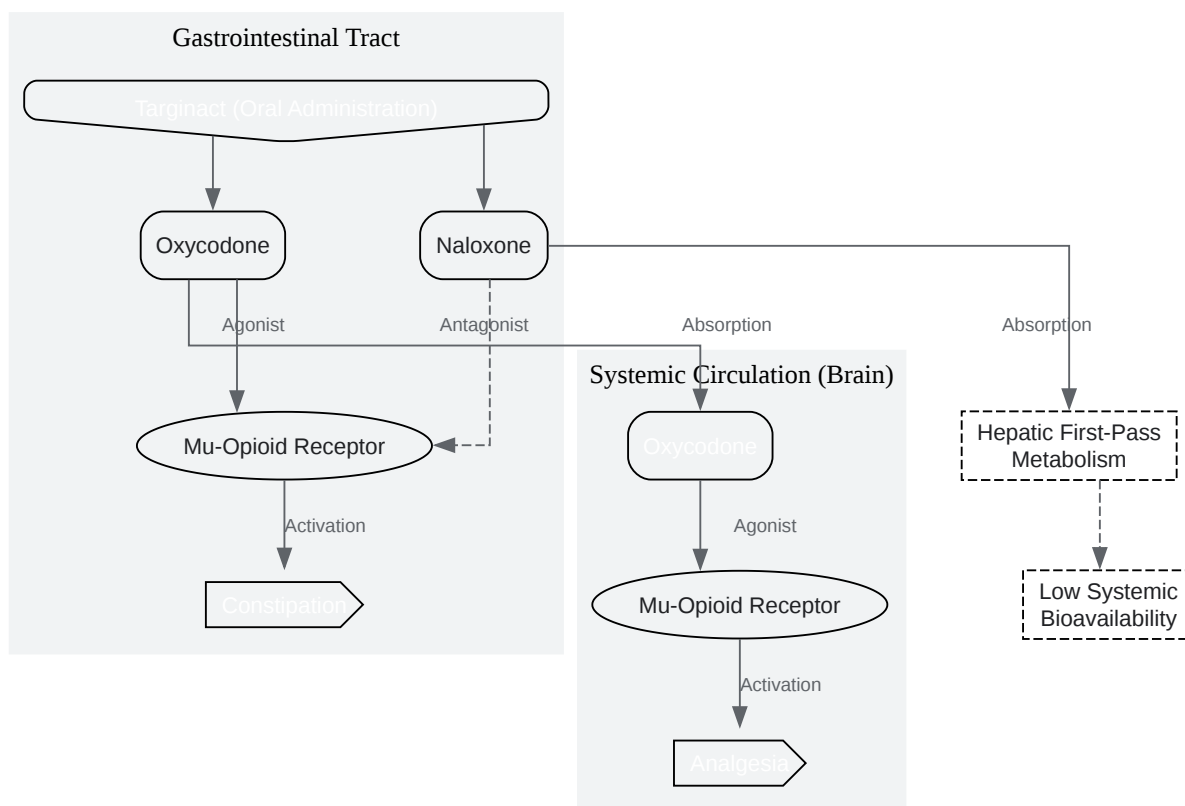 Gastrointestinal Tract
Targinact (Oral Administration)
Oxycodone
Naloxone
Agonist
Antagonist
Absorption
Absorption
Systemic Circulation (Brain)
Mu-Opioid Receptor
Oxycodone
Hepatic First-Pass
Metabolism
Activation
Agonist
Constipation
Mu-Opioid Receptor
Low Systemic
Bioavailability
Activation
Analgesia